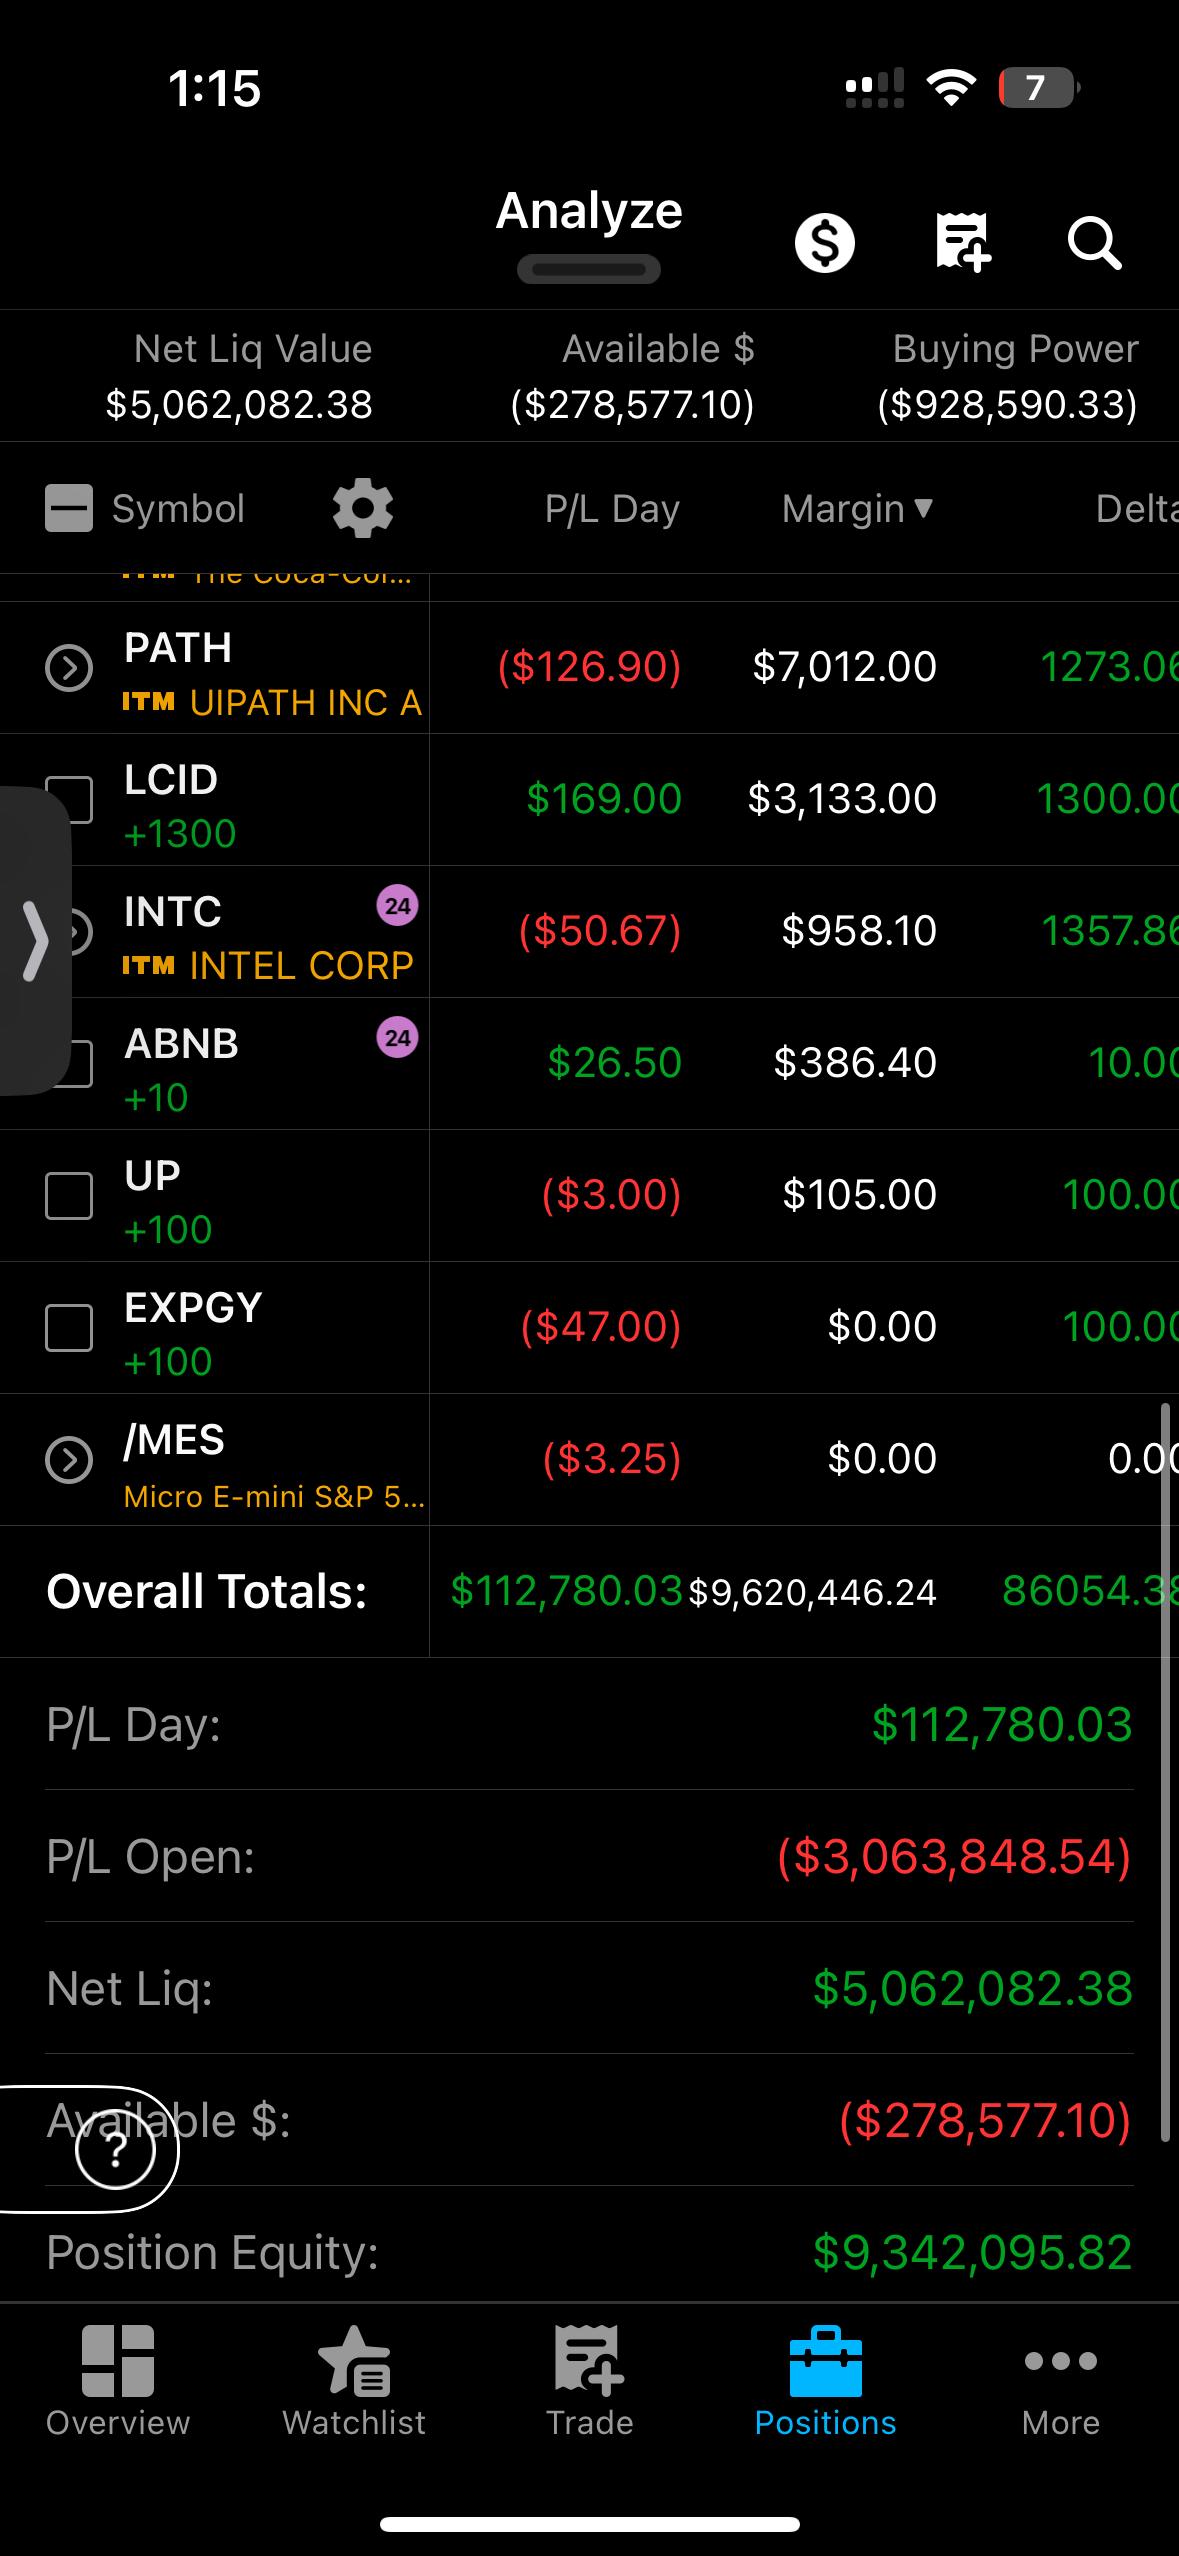 1:15
7
Analyze
Net Liq Value Available $ Buying Power
$5,062,082.38 ($278,577.10) ($928,590.33)
Symbol P/L Day Margin ▼ Delta
ITM The Coca-Col...
PATH
ITM UIPATH INC A
($126.90) $7,012.00 1273.06
LCID
+1300
$169.00 $3,133.00 1300.00
INTC 24
ITM INTEL CORP
($50.67) $958.10 1357.86
ABNB 24
+10
$26.50 $386.40 10.00
UP
+100
($3.00) $105.00 100.00
EXPGY
+100
($47.00) $0.00 100.00
/MES
Micro E-mini S&P 5...
($3.25) $0.00 0.00
Overall Totals: $112,780.03 $9,620,446.24 86054.38
P/L Day: $112,780.03
P/L Open: ($3,063,848.54)
Net Liq: $5,062,082.38
Available $: ($278,577.10)
?
Position Equity: $9,342,095.82
Overview Watchlist Trade Positions More